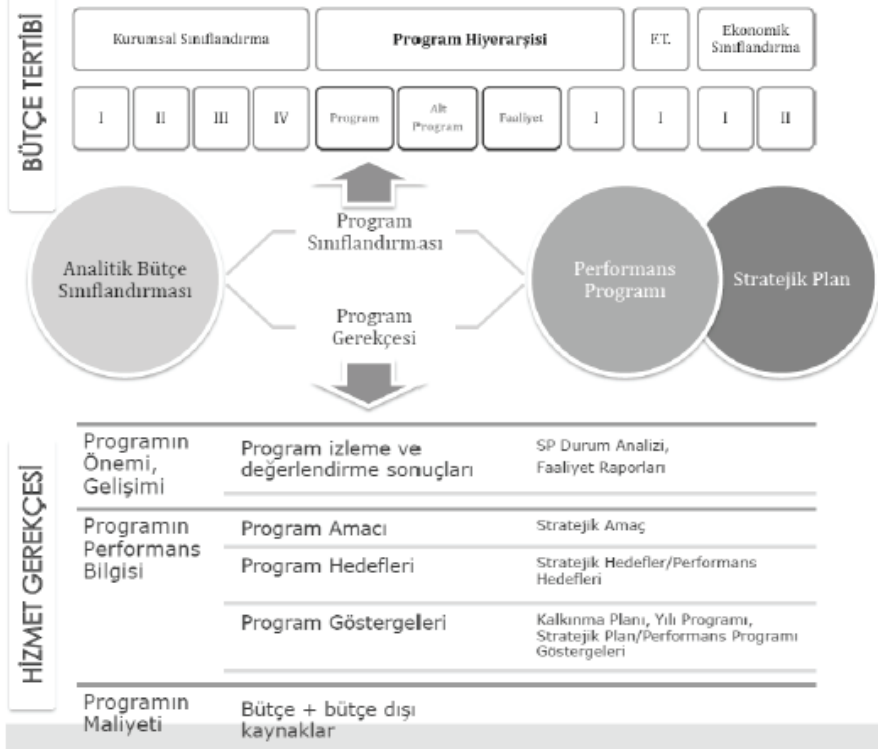 BÜTÇE TERTİBİ
Kurumsal Sınıflandırma
Program Hiyerarşisi
F.T.
Ekonomik
Sınıflandırma
I
II
III
IV
Program
Alt
Program
Faaliyet
I
I
I
II
Program
Sınıflandırması
Analitik Bütçe
Sınıflandırması
Performans
Programı
Stratejik Plan
Program
Gerekçesi
HİZMET GEREKÇESİ
Programın
Önemi,
Gelişimi
Program izleme ve
değerlendirme sonuçları
SP Durum Analizi,
Faaliyet Raporları
Programın
Performans
Bilgisi
Program Amacı
Stratejik Amaç
Program Hedefleri
Stratejik Hedefler/Performans
Hedefleri
Program Göstergeleri
Kalkınma Planı, Yılı Programı,
Stratejik Plan/Performans Programı
Göstergeleri
Programın
Maliyeti
Bütçe + bütçe dışı
kaynaklar